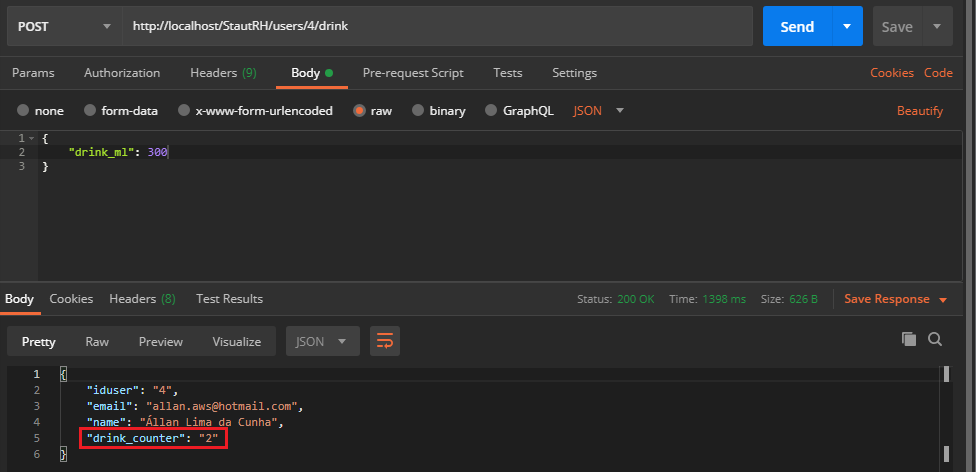 POST http://localhost/StautRH/users/4/drink Send Save
Params Authorization Headers (9) Body Pre-request Script Tests Settings Cookies Code
none form-data x-www-form-urlencoded raw binary GraphQL JSON Beautify
1 {
2 "drink_ml": 300
3 }
Body Cookies Headers (8) Test Results Status: 200 OK Time: 1398 ms Size: 626 B Save Response
Pretty Raw Preview Visualize JSON
1 {
2 "iduser": "4",
3 "email": "allan.aws@hotmail.com",
4 "name": "Állan Lima da Cunha",
5 "drink_counter": "2"
6 }